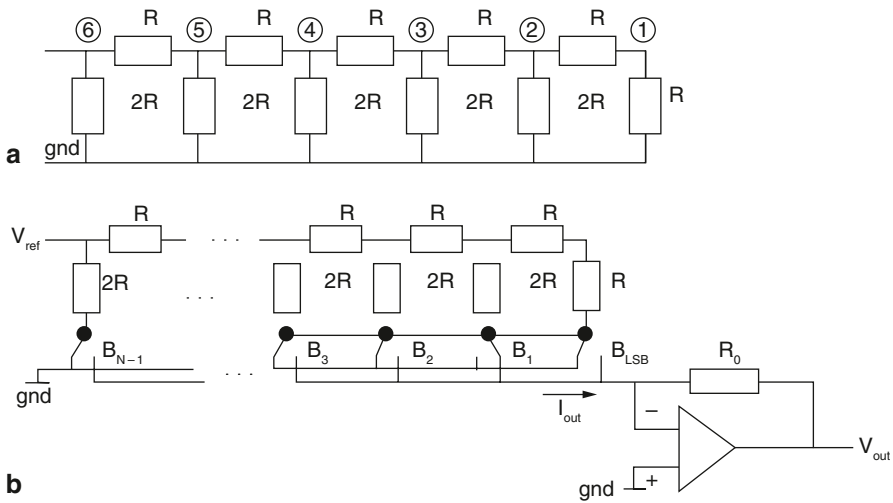 R R R R R
6 5 4 3 2 1
2R 2R 2R 2R 2R R
gnd
a
R R R R
V_ref
2R 2R 2R 2R R
. . .
. . .
B_N−1 B_3 B_2 B_1 B_LSB R_0
. . .
gnd
I_out
−
V_out
gnd +
b